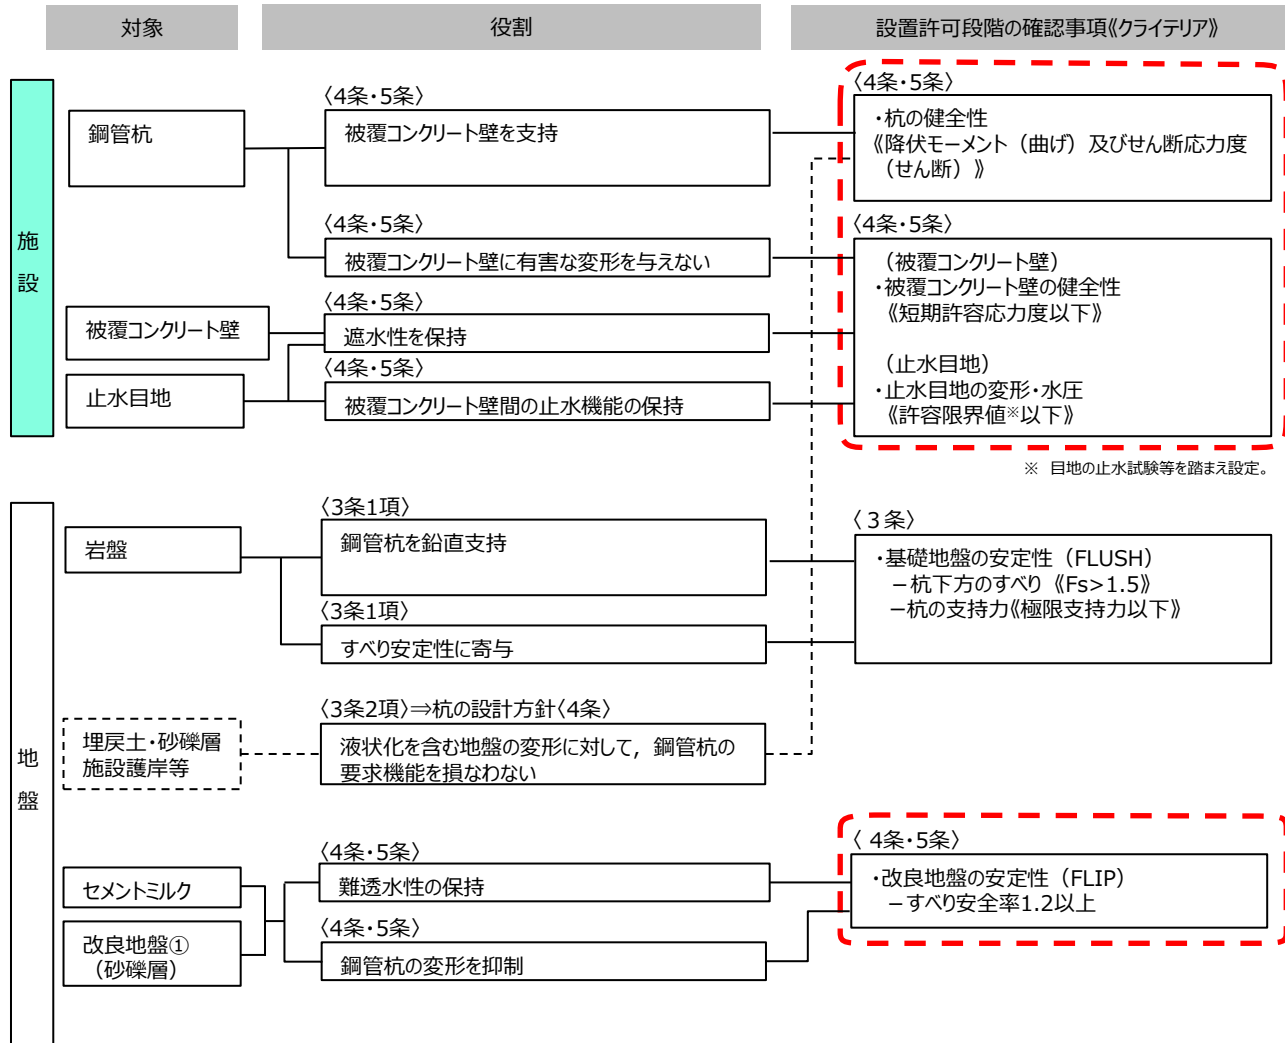 対象
役割
設置許可段階の確認事項《クライテリア》
施設
鋼管杭
〈4条・5条〉
被覆コンクリート壁を支持
〈4条・5条〉
・杭の健全性
《降伏モーメント（曲げ）及びせん断応力度
（せん断）》
〈4条・5条〉
被覆コンクリート壁に有害な変形を与えない
〈4条・5条〉
（被覆コンクリート壁）
・被覆コンクリート壁の健全性
《短期許容応力度以下》
（止水目地）
・止水目地の変形・水圧
《許容限界値※以下》
被覆コンクリート壁
〈4条・5条〉
遮水性を保持
止水目地
〈4条・5条〉
被覆コンクリート壁間の止水機能の保持
※ 目地の止水試験等を踏まえ設定。
地盤
岩盤
〈3条1項〉
鋼管杭を鉛直支持
〈3条1項〉
すべり安定性に寄与
〈３条〉
・基礎地盤の安定性（FLUSH）
－杭下方のすべり《Fs>1.5》
－杭の支持力《極限支持力以下》
埋戻土・砂礫層
施設護岸等
〈3条2項〉⇒杭の設計方針〈4条〉
液状化を含む地盤の変形に対して，鋼管杭の
要求機能を損なわない
セメントミルク
改良地盤①
（砂礫層）
〈4条・5条〉
難透水性の保持
〈4条・5条〉
鋼管杭の変形を抑制
〈 4条・5条〉
・改良地盤の安定性（FLIP）
－すべり安全率1.2以上